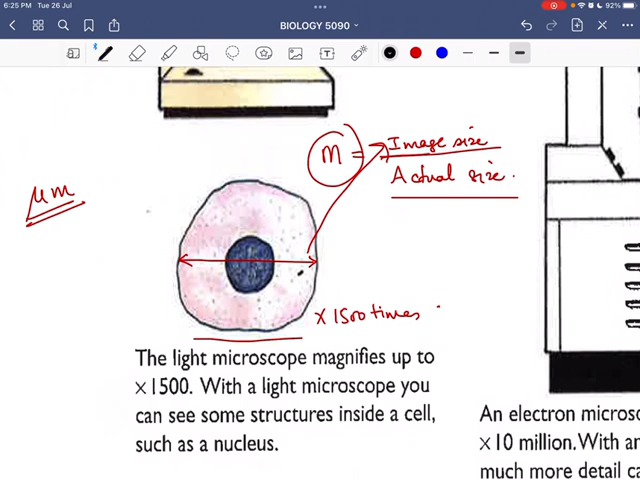 6:25 PM Tue 26 Jul
92%
BIOLOGY 5090
M = Image size
Actual size.
μm
× 1500 times
The light microscope magnifies up to
×1500. With a light microscope you
can see some structures inside a cell,
such as a nucleus.
An electron micros
×10 million. With an
much more detail ca